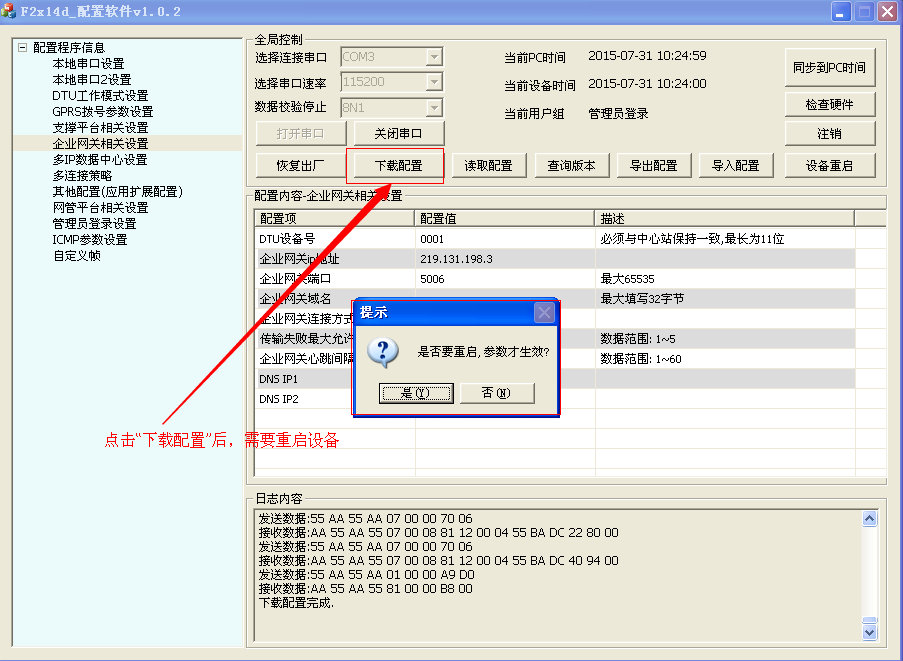 F2x14d_配置软件v1.0.2
配置程序信息
本地串口设置
本地串口2设置
DTU工作模式设置
GPRS拨号参数设置
支撑平台相关设置
企业网关相关设置
多IP数据中心设置
多连接策略
其他配置(应用扩展配置)
网管平台相关设置
管理员登录设置
ICMP参数设置
自定义帧
全局控制
选择连接串口 COM3 当前PC时间 2015-07-31 10:24:59 同步到PC时间
选择串口速率 115200 当前设备时间 2015-07-31 10:24:00
数据校验停止 8N1 当前用户组 管理员登录 检查硬件
打开串口 关闭串口 注销
恢复出厂 下载配置 读取配置 查询版本 导出配置 导入配置 设备重启
配置内容-企业网关相关设置
配置项 配置值 描述
DTU设备号 0001 必须与中心站保持一致,最长为11位
企业网关ip地址 219.131.198.3
企业网关端口 5006 最大65535
企业网关域名 最大填写32字节
企业网关连接方式
传输失败最大允许 数据范围: 1~5
企业网关心跳间隔 数据范围: 1~60
DNS IP1
DNS IP2
提示
是否要重启,参数才生效?
是(Y) 否(N)
点击“下载配置”后，需要重启设备
日志内容
发送数据:55 AA 55 AA 07 00 00 70 06
接收数据:AA 55 AA 55 07 00 08 81 12 00 04 55 BA DC 22 80 00
发送数据:55 AA 55 AA 07 00 00 70 06
接收数据:AA 55 AA 55 07 00 08 81 12 00 04 55 BA DC 40 94 00
发送数据:55 AA 55 AA 01 00 00 A9 D0
接收数据:AA 55 AA 55 81 00 00 B8 00
下载配置完成.